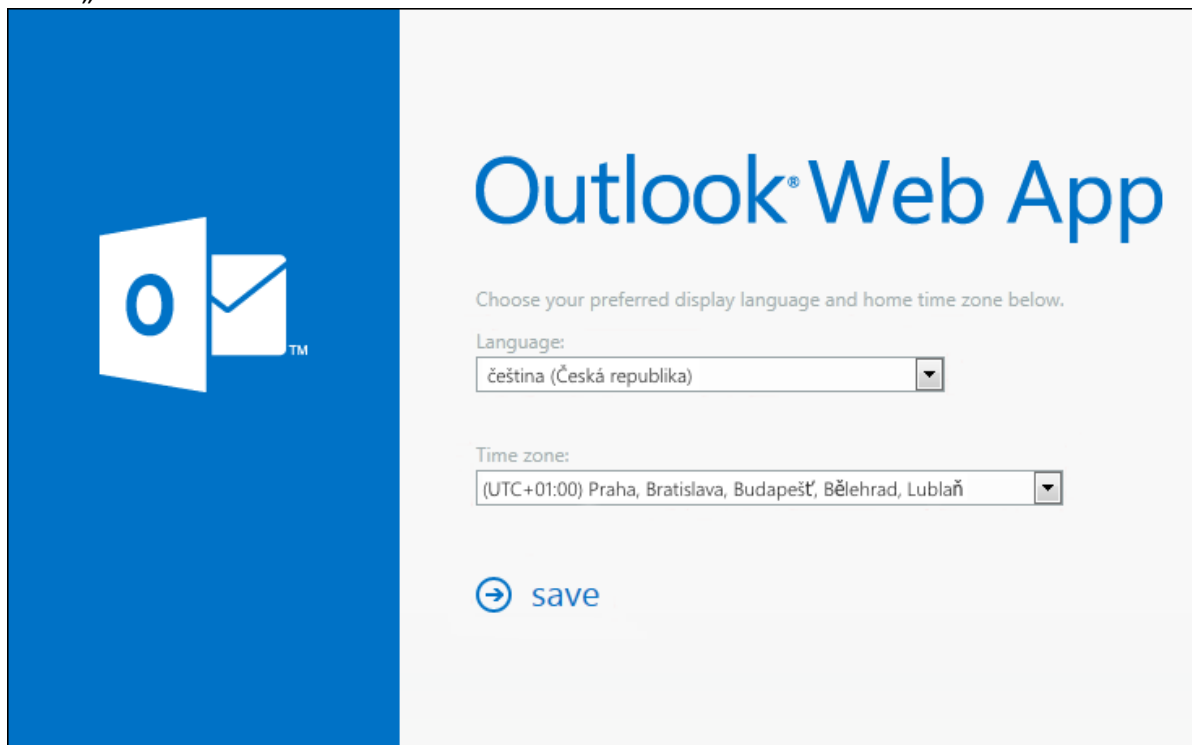 Outlook® Web App
O
TM
Choose your preferred display language and home time zone below.
Language:
čeština (Česká republika)
Time zone:
(UTC+01:00) Praha, Bratislava, Budapešť, Bělehrad, Lublaň
save